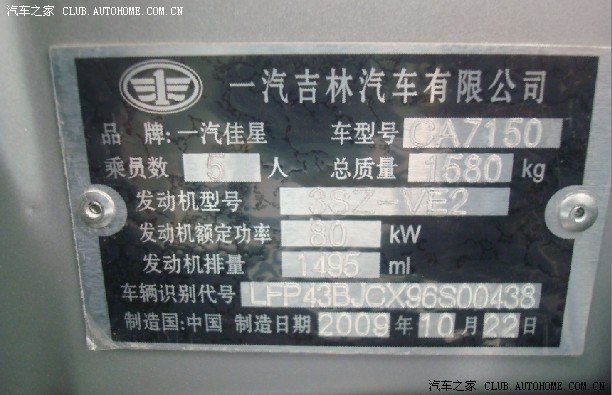 汽车之家 CLUB.AUTOHOME.COM.CN
一汽吉林汽车有限公司
品 牌:一汽佳星 车型号 CA7150
乘员数 5 人 总质量 1580 kg
发动机型号 3SZ-VE2
发动机额定功率 80 kW
发动机排量 1495 ml
车辆识别代号 LFP43BJCX96S00438
制造国:中国 制造日期 2009 年 10 月 22 日
汽车之家 CLUB.AUTOHOME.COM.CN